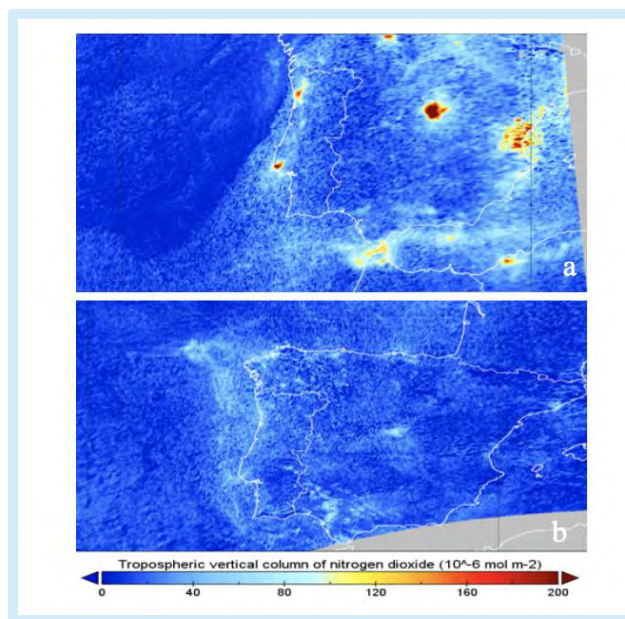 a
b
Tropospheric vertical column of nitrogen dioxide (10^-6 mol m-2)
0 40 80 120 160 200